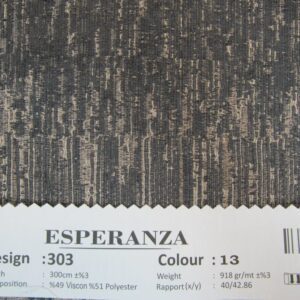 ESPERANZA
esign :303 Colour : 13
th : 300cm ±%3 Weight : 918 gr/mt ±%3
position : %49 Viscon %51 Polyester Rapport(x/y) : 40/42.86